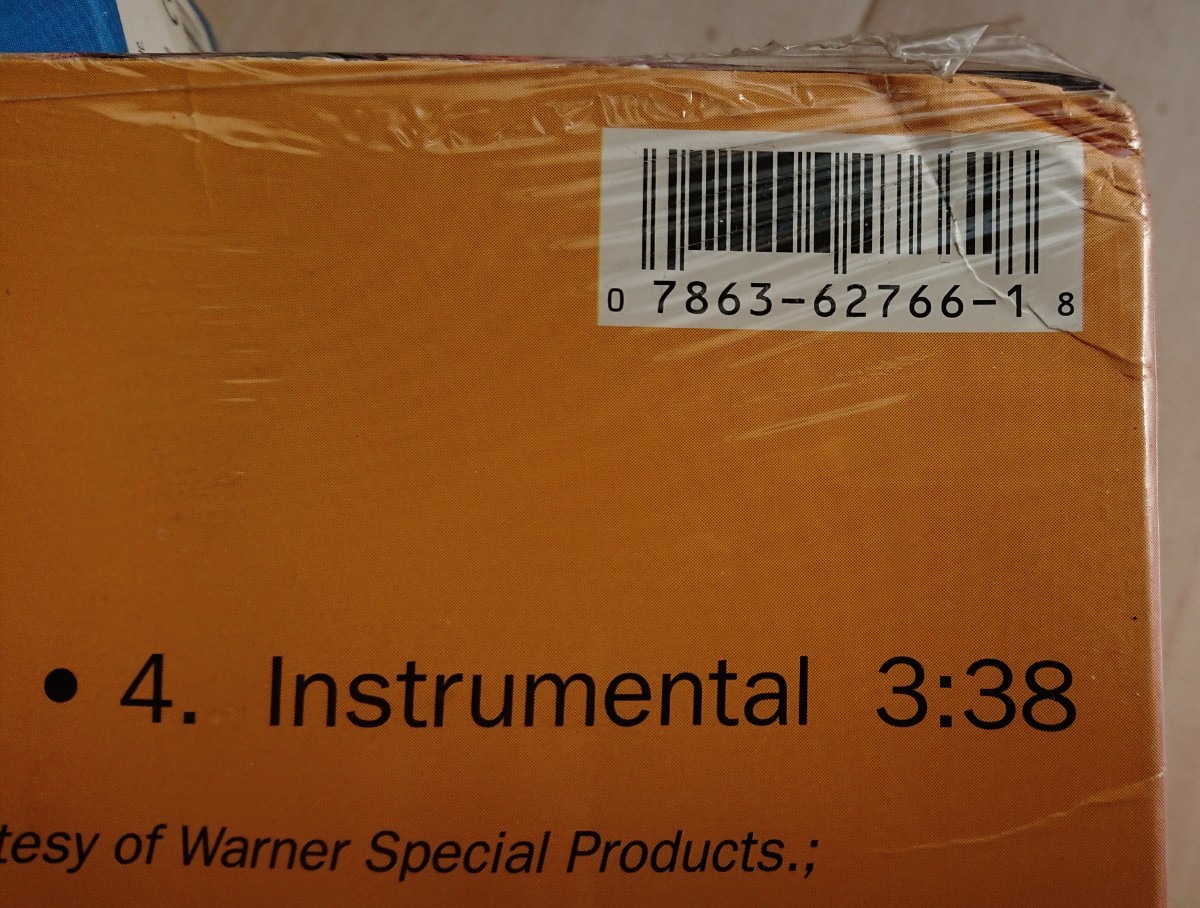 0 7863-62766-1 8
• 4. Instrumental 3:38
tesy of Warner Special Products.;